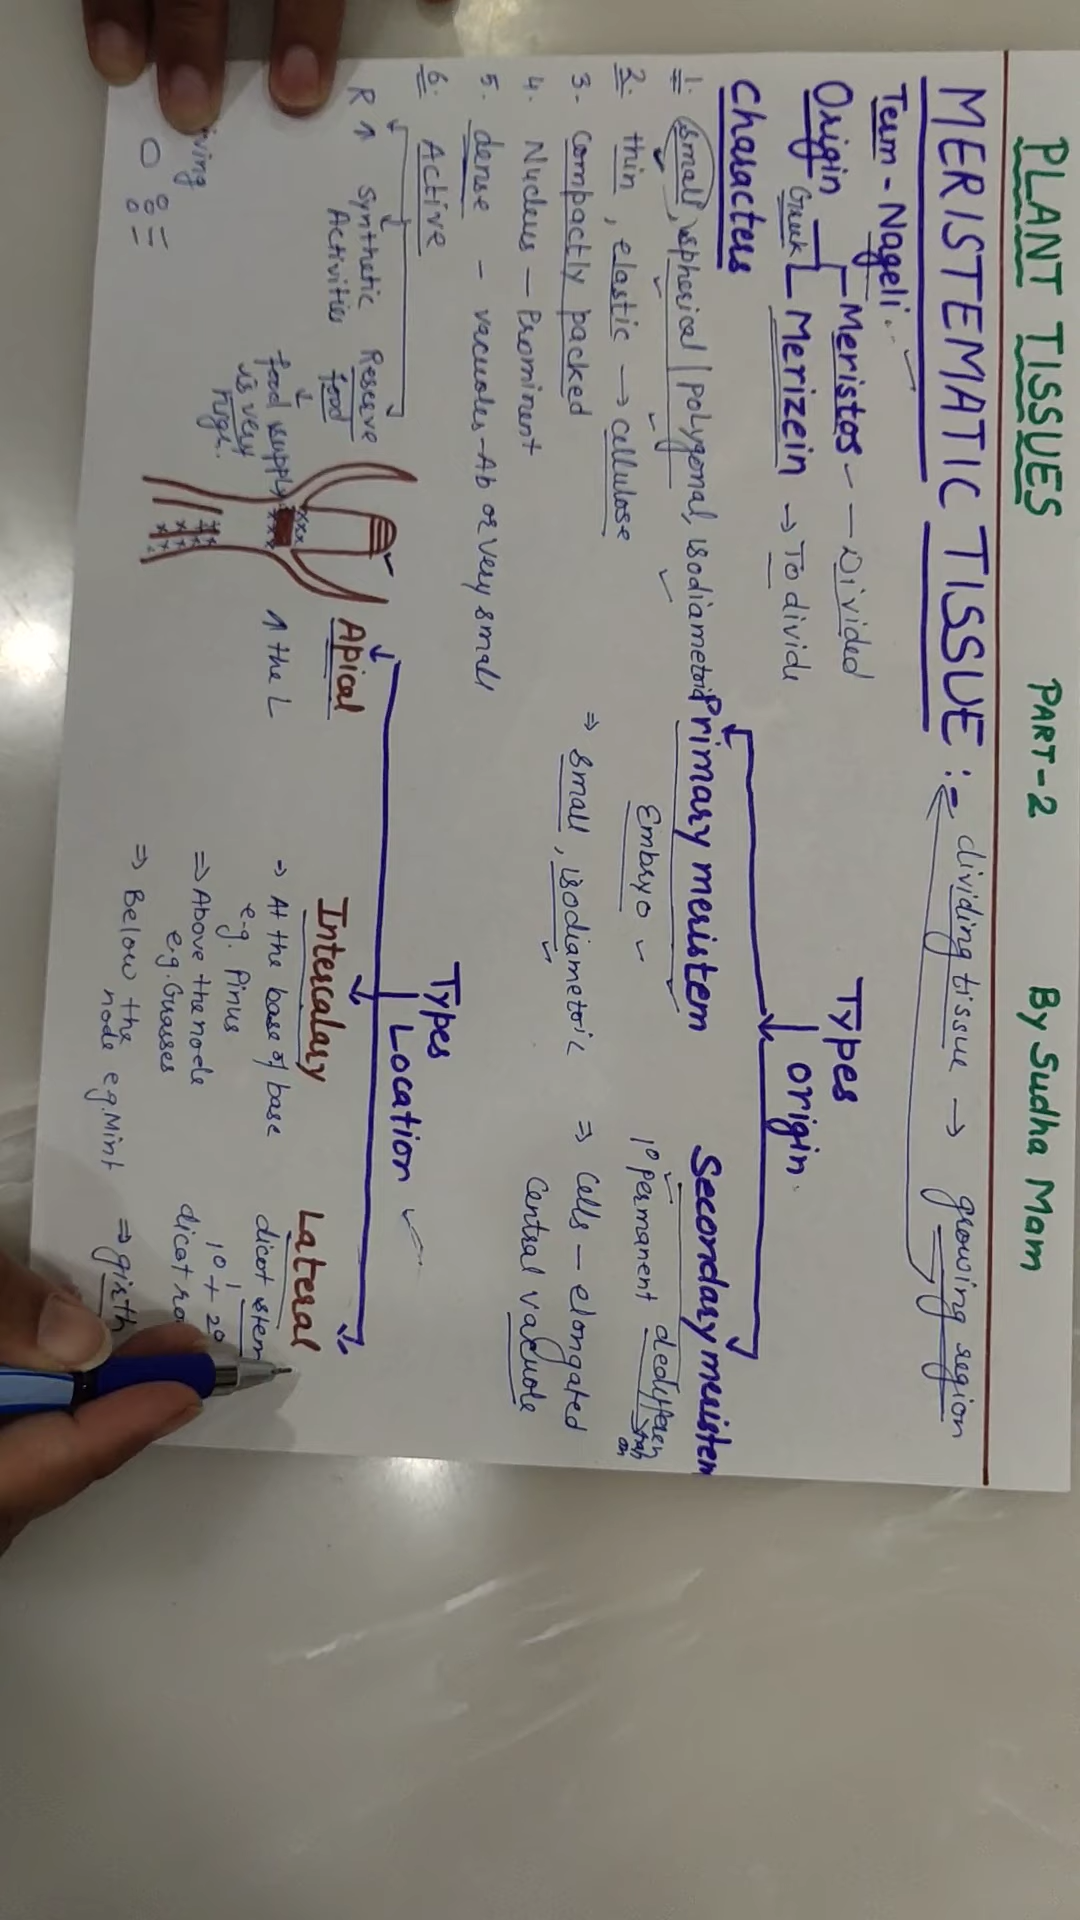 PLANT TISSUES PART-2 By Sudha Mam
MERISTEMATIC TISSUE :- dividing tissue → growing region
Term - Nageli
Origin Meristos - - Divided
Greek Merizein → To divide
Characters
1. small, spherical/polygonal, isodiametric
2. thin, elastic → cellulose
3. compactly packed
4. Nucleus - Prominent
5. dense - vacuoles - Ab or very small
6. Active
R ↑ Synthetic Activities Reserve food
food supply is very high.
Types
Origin
Primary meristem
Embryo
⇒ small, isodiametric
Secondary meristem
1° permanent
⇒ Cells - elongated
Central vacuole
Types
Location
Apical
↑ the L
Intercalary
⇒ At the base of base
e.g. Pinus
⇒ Above the node
e.g. Grasses
⇒ Below the
node e.g. Mint
Lateral
dicot stem
1° + 2°
dicot
⇒ girth